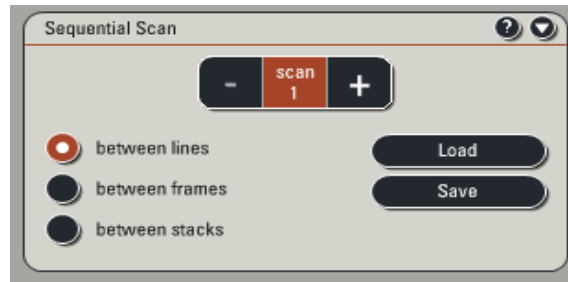 Sequential Scan ?
- scan +
1
between lines Load
between frames Save
between stacks